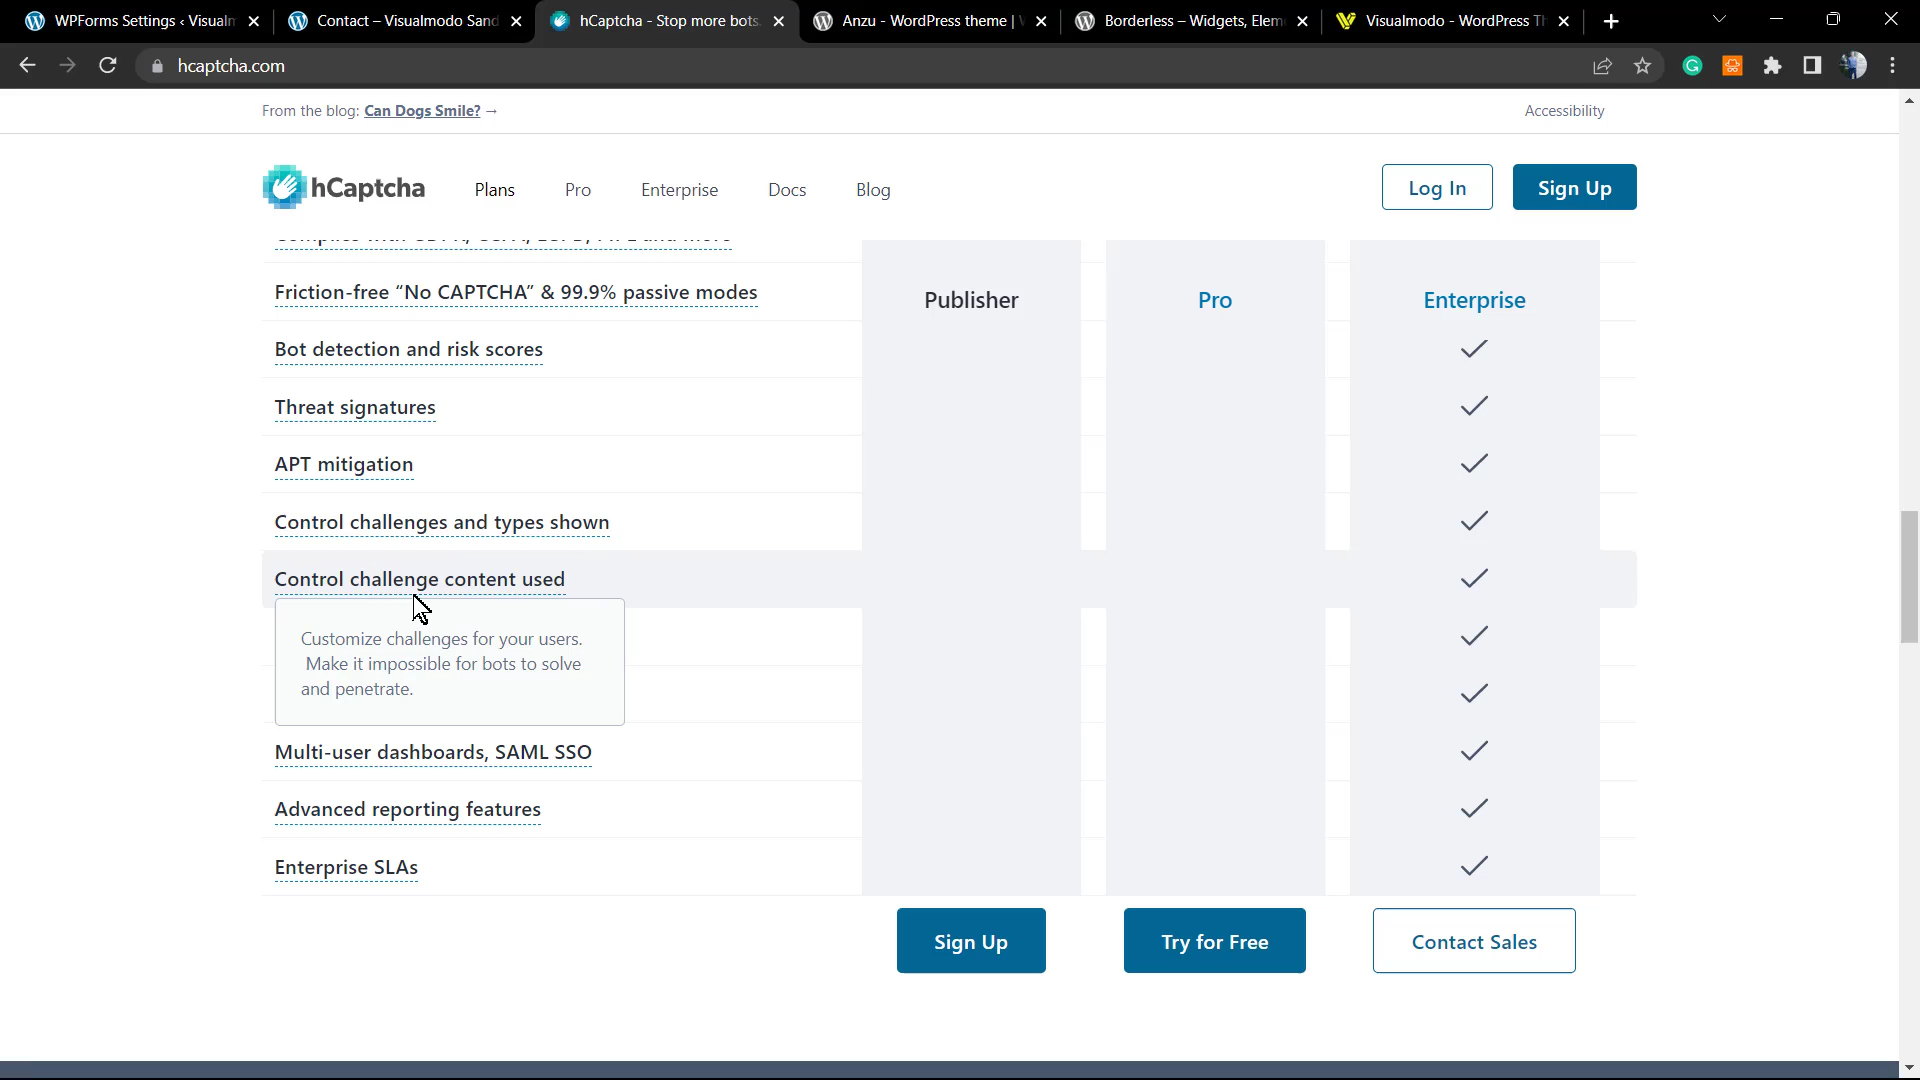 WPForms Settings ‹ Visualm
Contact – Visualmodo Sand
hCaptcha - Stop more bots.
Anzu - WordPress theme |
Borderless – Widgets, Elem
Visualmodo - WordPress Th
hcaptcha.com
From the blog: Can Dogs Smile? →
Accessibility
hCaptcha
Plans
Pro
Enterprise
Docs
Blog
Log In
Sign Up
Friction-free “No CAPTCHA” & 99.9% passive modes
Publisher
Pro
Enterprise
Bot detection and risk scores
Threat signatures
APT mitigation
Control challenges and types shown
Control challenge content used
Customize challenges for your users.
Make it impossible for bots to solve
and penetrate.
Multi-user dashboards, SAML SSO
Advanced reporting features
Enterprise SLAs
Sign Up
Try for Free
Contact Sales